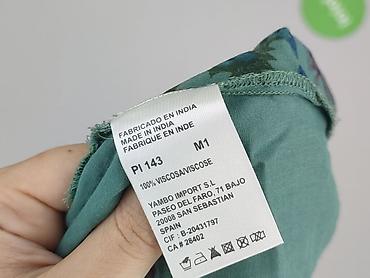 FABRICADO EN INDIA
MADE IN INDIA
FABRIQUE EN INDE
PI 143 M1
100% VISCOSA/VISCOSE
YAMBO IMPORT S,L
PASEO DEL FARO, 71 BAJO
20008 SAN SEBASTIAN
SPAIN
CIF : B-20431797
CA # 28402